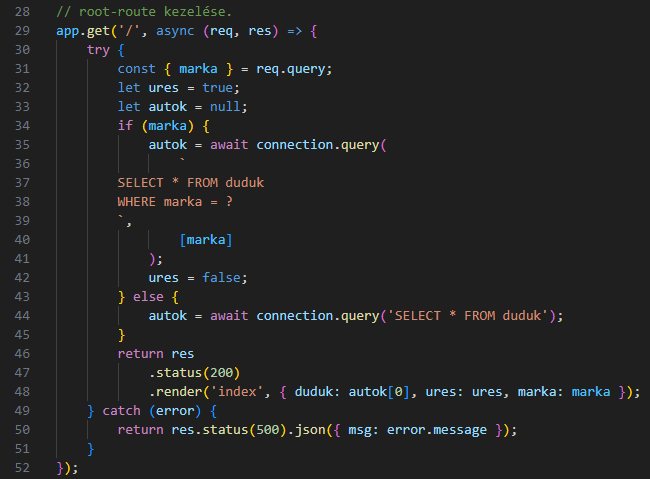 28 // root-route kezelése.
29 app.get('/', async (req, res) => {
30     try {
31         const { marka } = req.query;
32         let ures = true;
33         let autok = null;
34         if (marka) {
35             autok = await connection.query(
36                 `
37         SELECT * FROM duduk
38         WHERE marka = ?
39         `,
40                 [marka]
41             );
42             ures = false;
43         } else {
44             autok = await connection.query('SELECT * FROM duduk');
45         }
46         return res
47             .status(200)
48             .render('index', { duduk: autok[0], ures: ures, marka: marka });
49     } catch (error) {
50         return res.status(500).json({ msg: error.message });
51     }
52 });